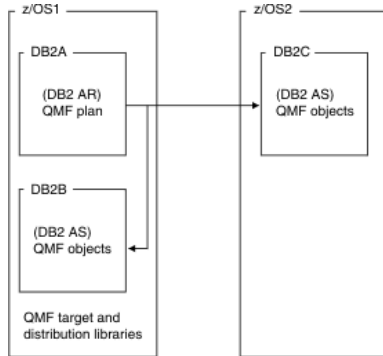 z/OS1
DB2A
(DB2 AR)
QMF plan
DB2B
(DB2 AS)
QMF objects
QMF target and
distribution libraries
z/OS2
DB2C
(DB2 AS)
QMF objects